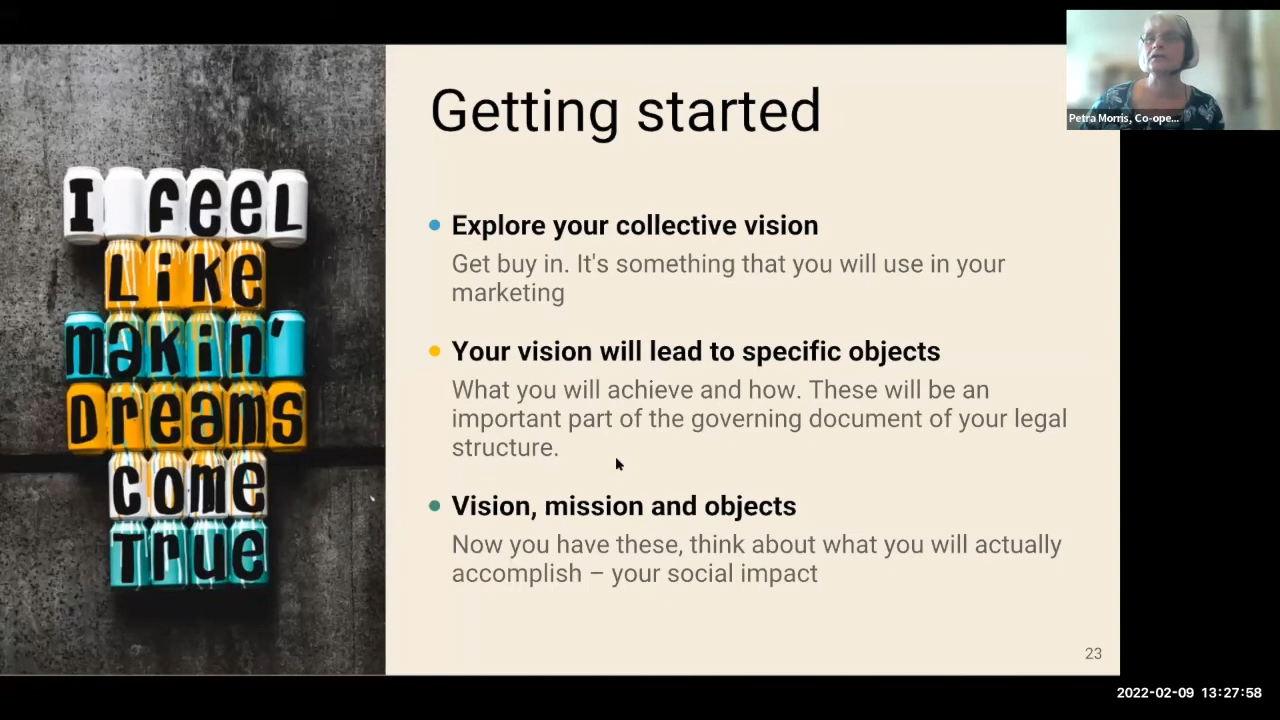 Getting started
Explore your collective vision
Get buy in. It's something that you will use in your
marketing
Your vision will lead to specific objects
What you will achieve and how. These will be an
important part of the governing document of your legal
structure.
Vision, mission and objects
Now you have these, think about what you will actually
accomplish – your social impact
23
I feel
Like
makin'
Dreams
come
True
Petra Morris, Co-ope...
2022-02-09 13:27:58